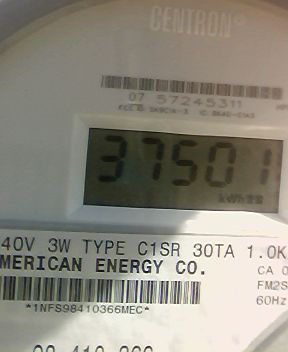 CENTRON®
07 57245311
37501
kWh
40V 3W TYPE C1SR 30TA 1.0K
MERICAN ENERGY CO.
CA 0
FM2S
60Hz
*1NFS98410366MEC*